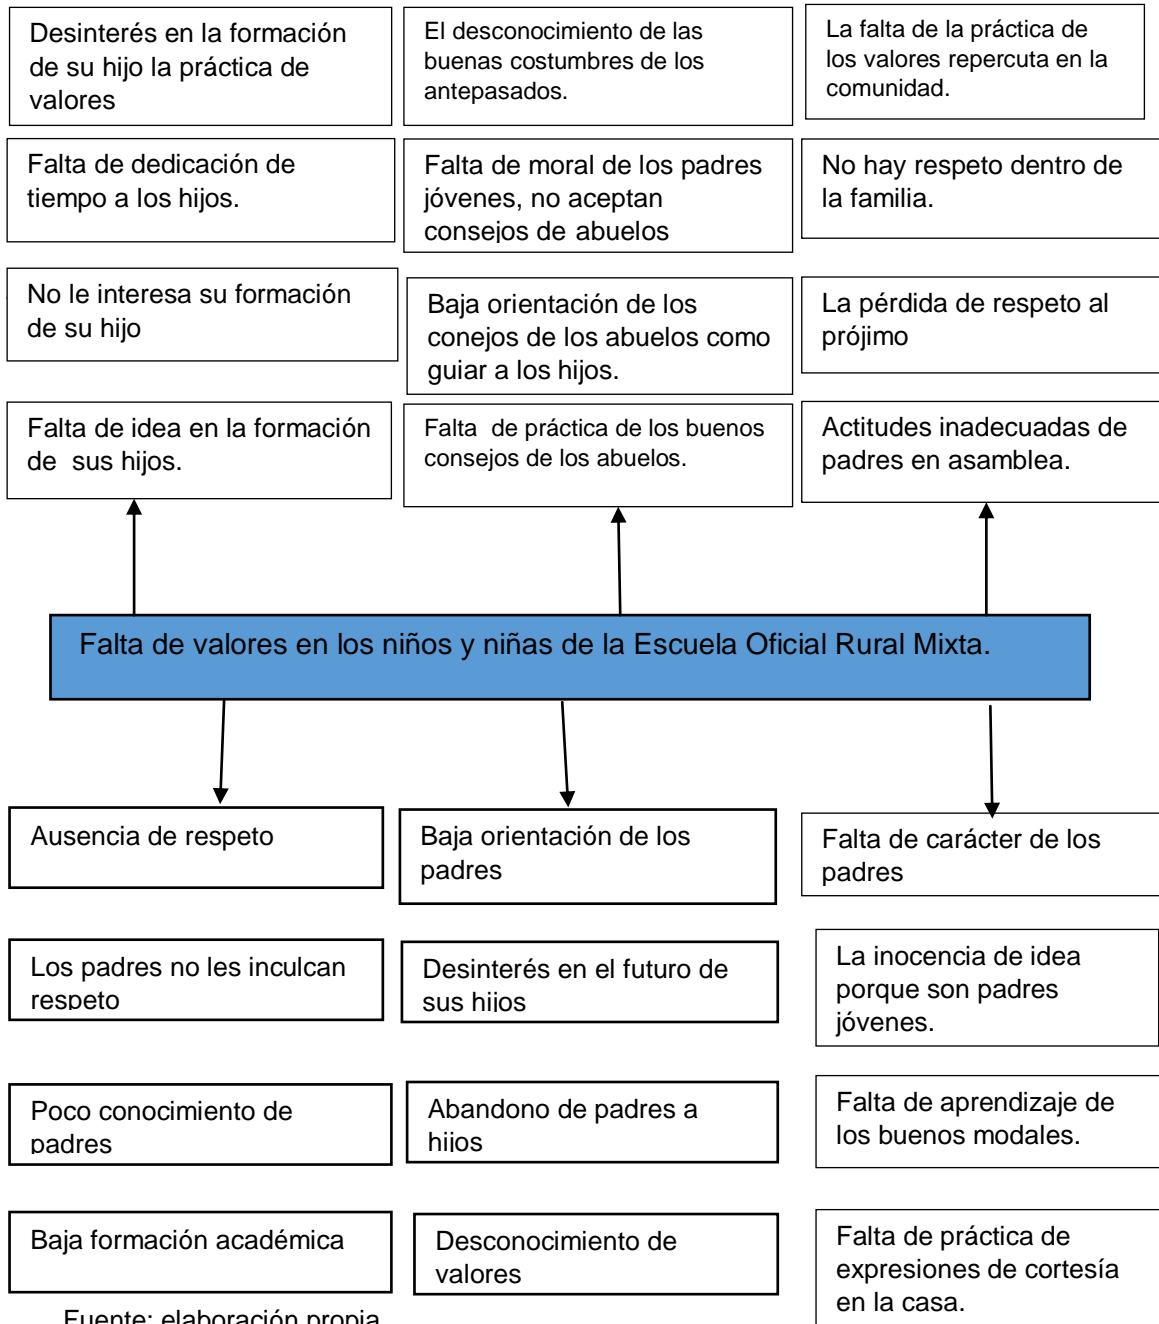 Desinterés en la formación
de su hijo la práctica de
valores
El desconocimiento de las
buenas costumbres de los
antepasados.
La falta de la práctica de
los valores repercuta en la
comunidad.
Falta de dedicación de
tiempo a los hijos.
Falta de moral de los padres
jóvenes, no aceptan
consejos de abuelos
No hay respeto dentro de
la familia.
No le interesa su formación
de su hijo
Baja orientación de los
conejos de los abuelos como
guiar a los hijos.
La pérdida de respeto al
prójimo
Falta de idea en la formación
de  sus hijos.
Falta  de práctica de los buenos
consejos de los abuelos.
Actitudes inadecuadas de
padres en asamblea.
Falta de valores en los niños y niñas de la Escuela Oficial Rural Mixta.
Ausencia de respeto
Baja orientación de los
padres
Falta de carácter de los
padres
Los padres no les inculcan
respeto
Desinterés en el futuro de
sus hijos
La inocencia de idea
porque son padres
jóvenes.
Poco conocimiento de
padres
Abandono de padres a
hijos
Falta de aprendizaje de
los buenos modales.
Baja formación académica
Desconocimiento de
valores
Falta de práctica de
expresiones de cortesía
en la casa.
Fuente: elaboración propia